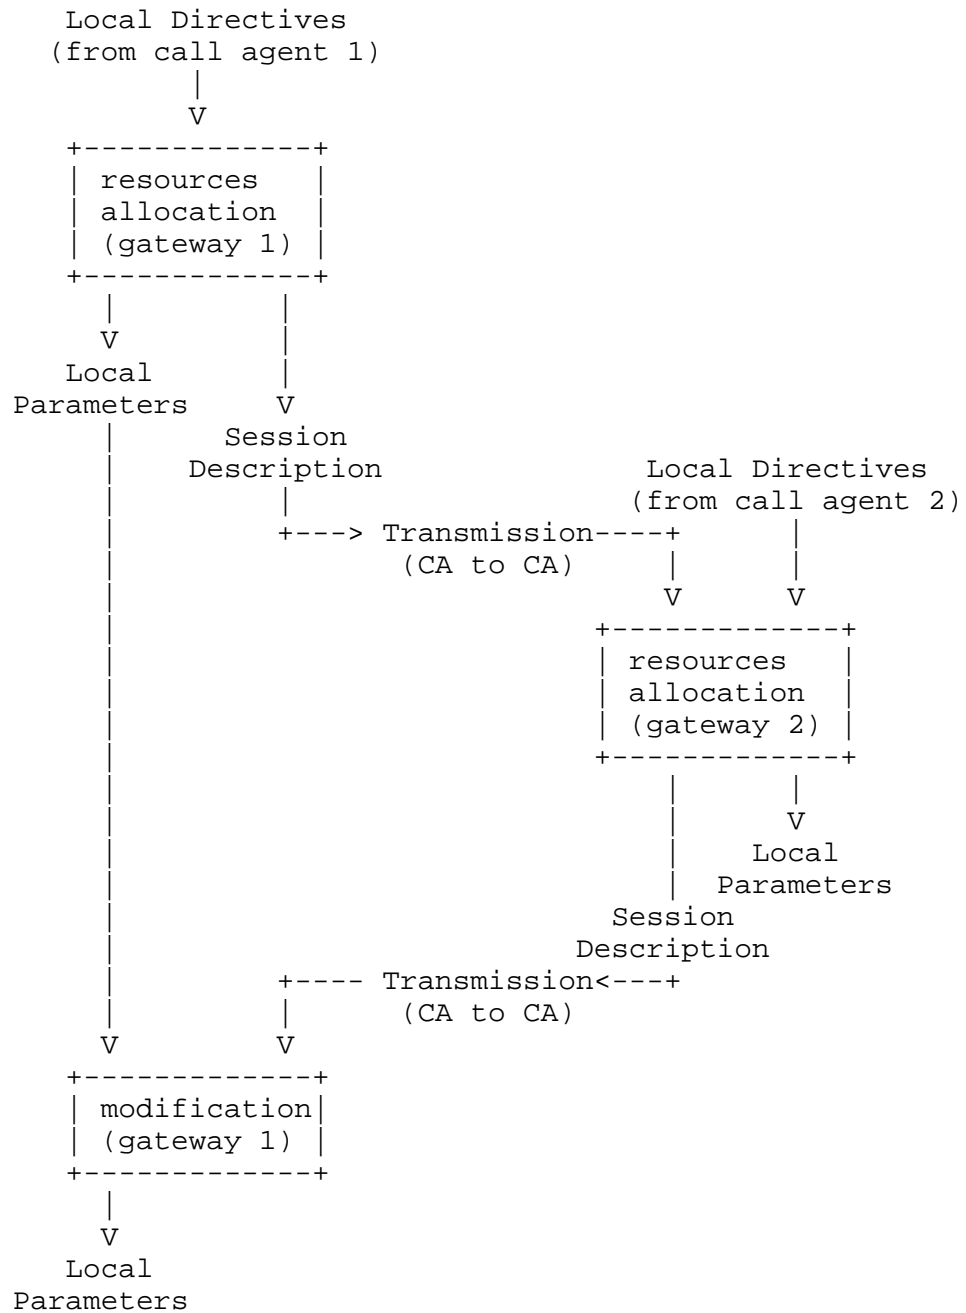 Local Directives
(from call agent 1)
|
V
+-------------+
| resources   |
| allocation  |
| (gateway 1) |
+-------------+
|         |
V         |
Local      |
Parameters     V
|      Session
|    Description               Local Directives
|         |                   (from call agent 2)
|         +---> Transmission----+      |
|                (CA to CA)     |      |
|                               V      V
|                           +-------------+
|                           | resources   |
|                           | allocation  |
|                           | (gateway 2) |
|                           +-------------+
|                               |      |
|                               |      V
|                               |    Local
|                               |  Parameters
|                            Session
|                          Description
|         +---- Transmission<---+
|         |      (CA to CA)
V         V
+-------------+
| modification|
| (gateway 1) |
+-------------+
|
V
Local
Parameters